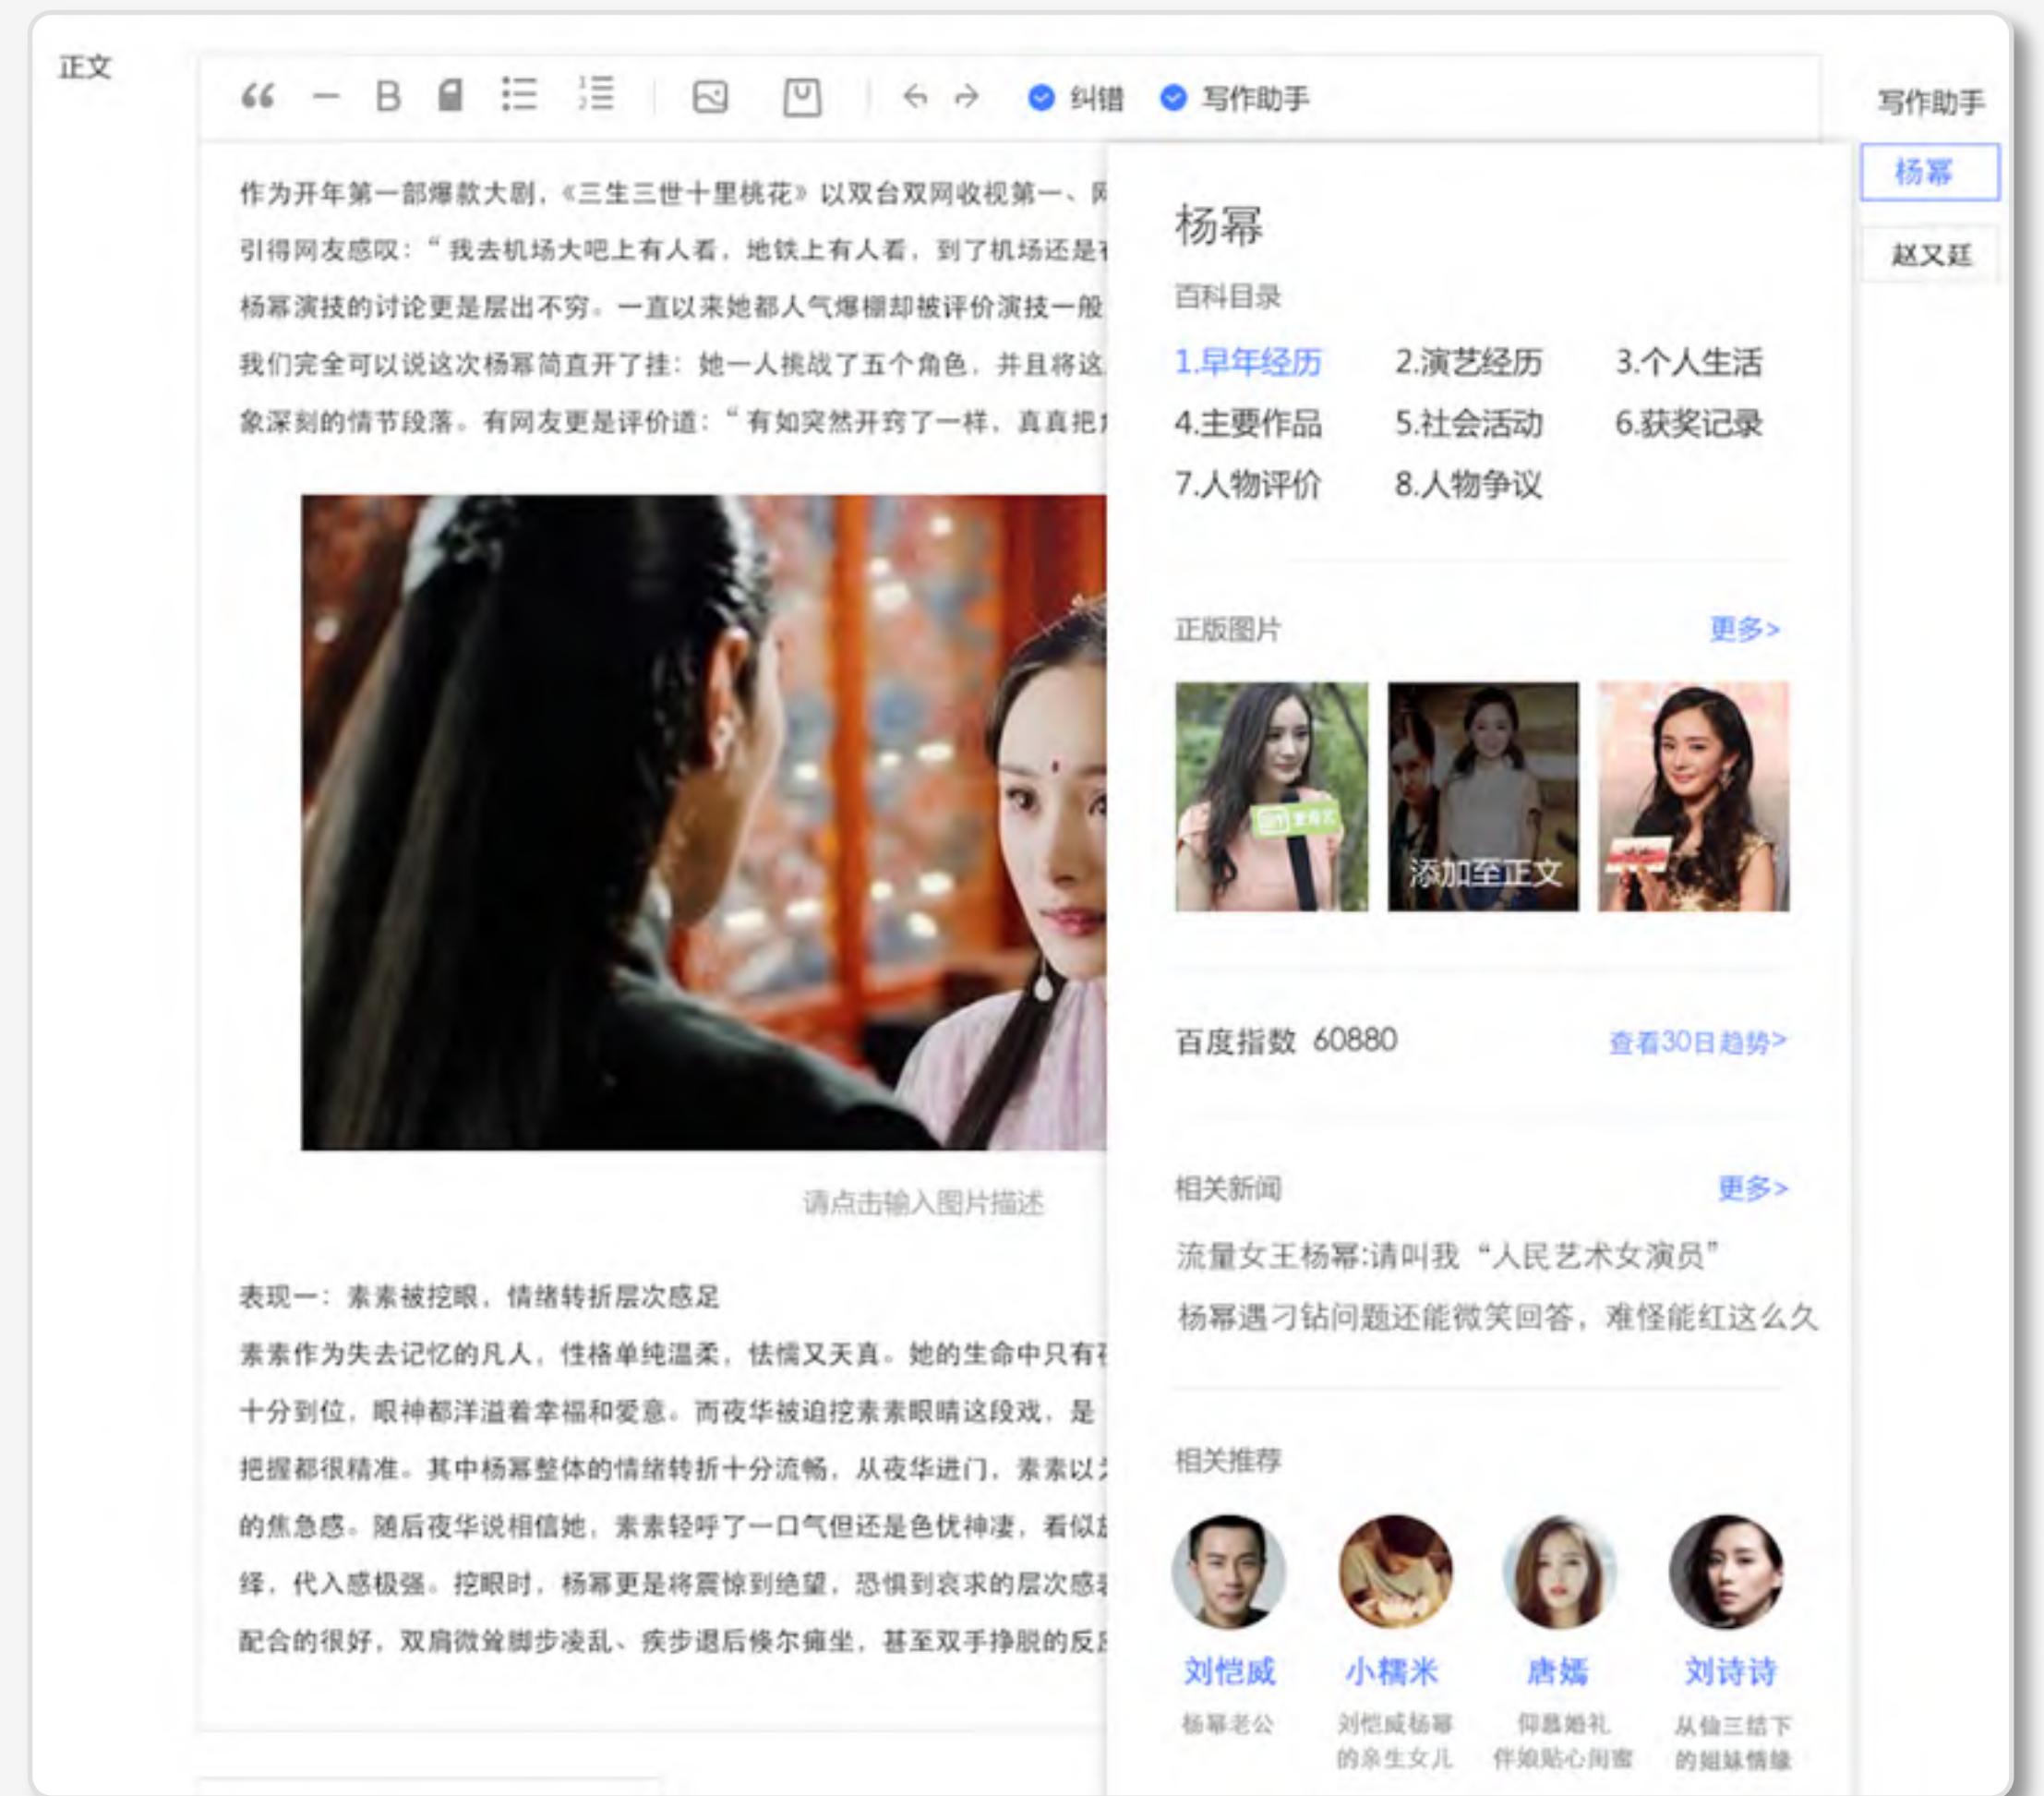 正文
B
纠错
写作助手
作为开年第一部爆款大剧，《三生三世十里桃花》以双台双网收视第一、网
引得网友感叹：“我去机场大吧上有人看，地铁上有人看，到了机场还是
杨幂演技的讨论更是层出不穷。一直以来她都人气爆棚却被评价演技一般
我们完全可以说这次杨幂简直开了挂：她一人挑战了五个角色，并且将这
象深刻的情节段落。有网友更是评价道：“有如突然开窍了一样，真真把
请点击输入图片描述
表现一：素素被挖眼，情绪转折层次感足
素素作为失去记忆的凡人，性格单纯温柔，怯懦又天真。她的生命中只有
十分到位，眼神都洋溢着幸福和爱意。而夜华被迫挖素素眼睛这段戏，是
把握都很精准。其中杨幂整体的情绪转折十分流畅，从夜华进门，素素以
的焦急感。随后夜华说相信她，素素轻呼了一口气但还是色忧神凄，看似
绎，代入感极强。挖眼时，杨幂更是将震惊到绝望，恐惧到哀求的层次感
配合的很好，双肩微耸脚步凌乱、疾步退后倏尔瘫坐，甚至双手挣脱的反
杨幂
百科目录
1.早年经历 2.演艺经历 3.个人生活
4.主要作品 5.社会活动 6.获奖记录
7.人物评价 8.人物争议
正版图片 更多>
爱奇艺
添加至正文
百度指数 60880 查看30日趋势>
相关新闻 更多>
流量女王杨幂:请叫我“人民艺术女演员”
杨幂遇刁钻问题还能微笑回答，难怪能红这么久
相关推荐
刘恺威 小糯米 唐嫣 刘诗诗
杨幂老公 刘恺威杨幂 仰慕婚礼 从仙三结下
的亲生女儿 伴娘贴心闺蜜 的姐妹情缘
写作助手
杨幂
赵又廷